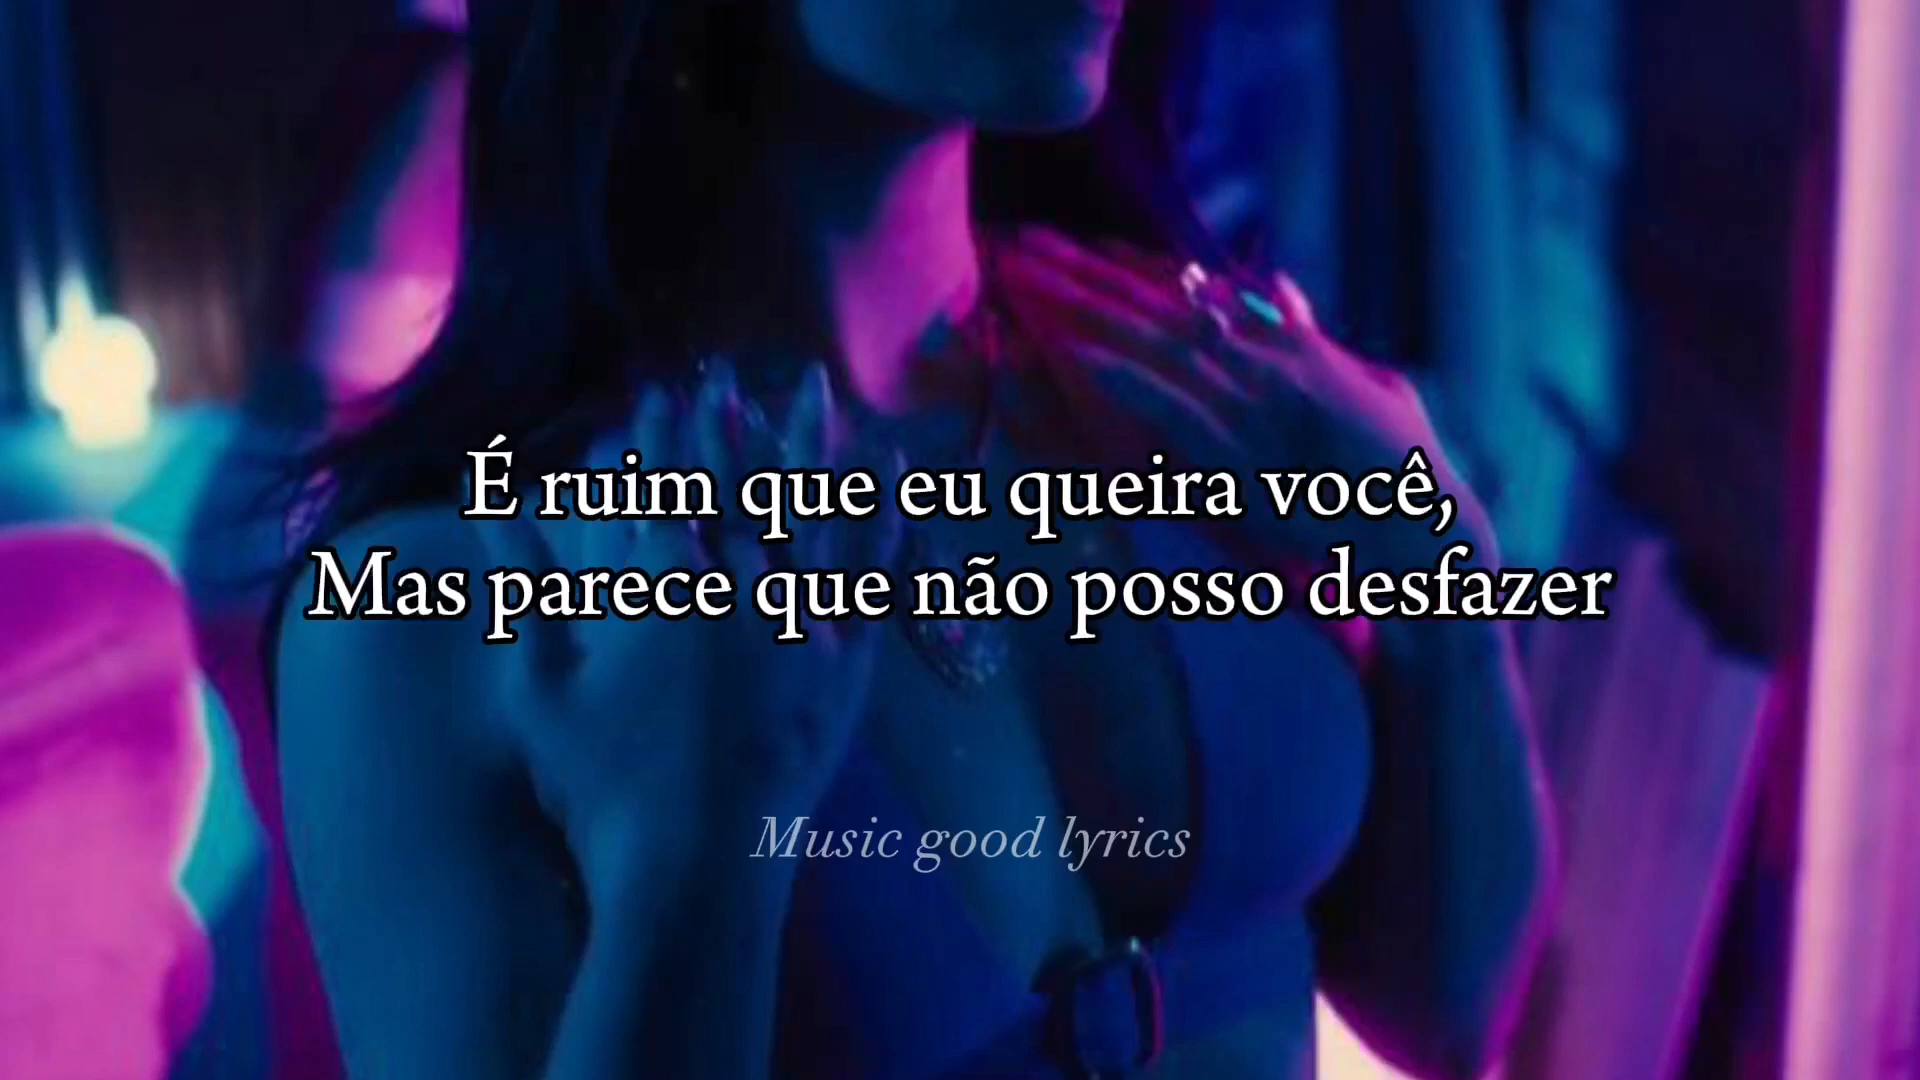 É ruim que eu queira você,
Mas parece que não posso desfazer
Music good lyrics